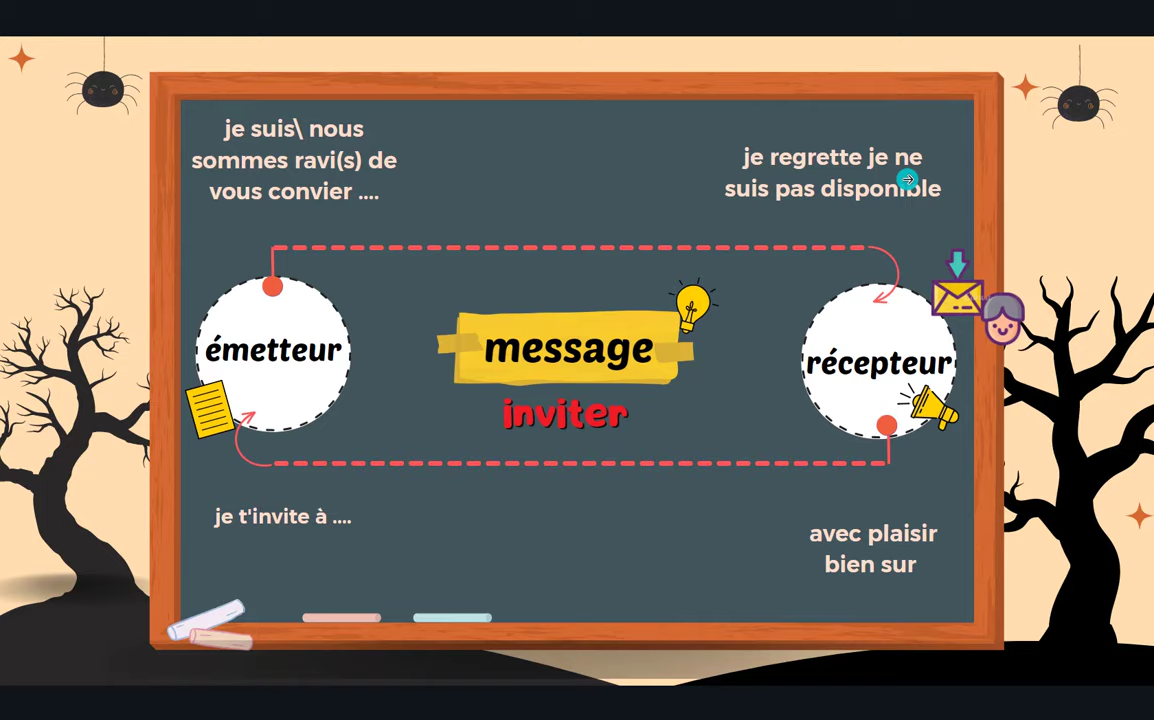 je suis\ nous
sommes ravi(s) de
vous convier ....
je regrette je ne
suis pas disponible
émetteur
message
récepteur
inviter
je t'invite à ....
avec plaisir
bien sur